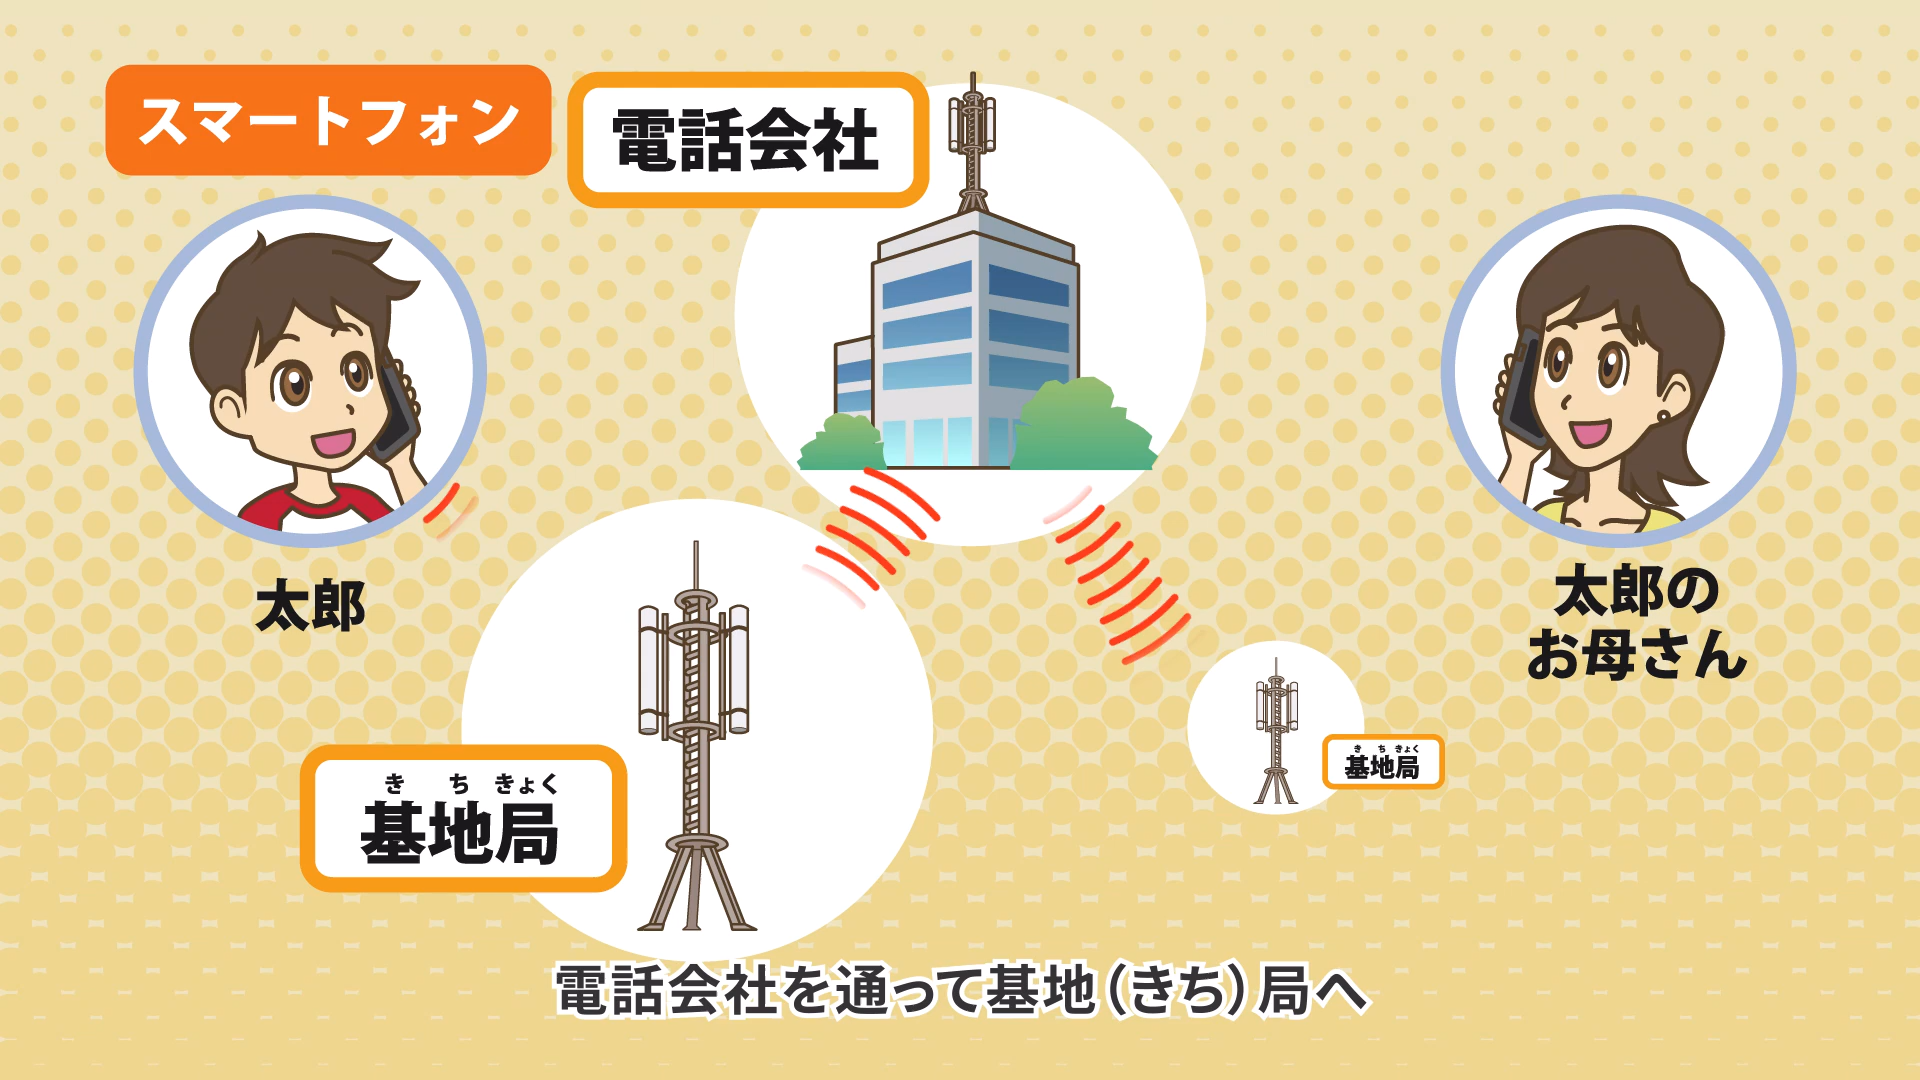 スマートフォン
電話会社
太郎
太郎の
お母さん
き ち きょく
基地局
き ち きょく
基地局
電話会社を通って基地（きち）局へ